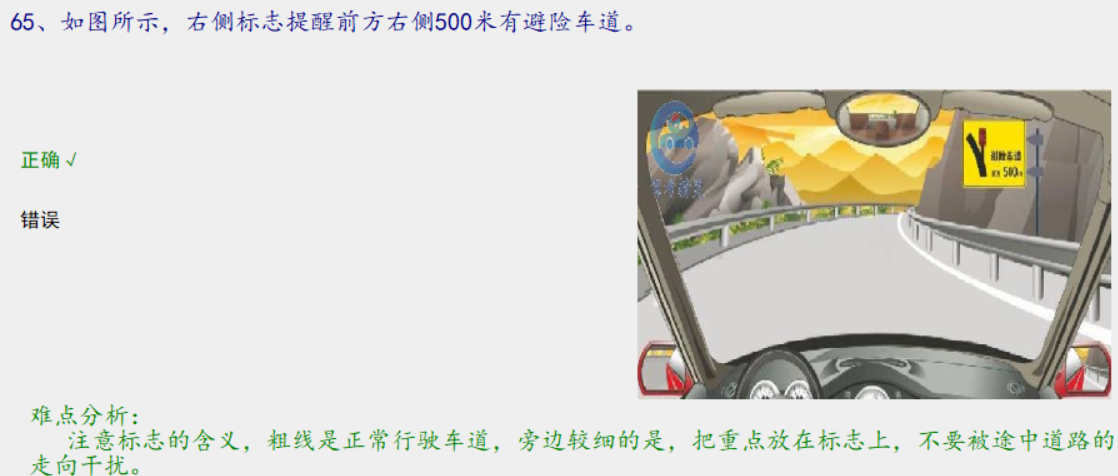 65、如图所示，右侧标志提醒前方右侧500米有避险车道。
避险车道
500m
正确√
错误
难点分析：
注意标志的含义，粗线是正常行驶车道，旁边较细的是，把重点放在标志上，不要被途中道路的
走向干扰。